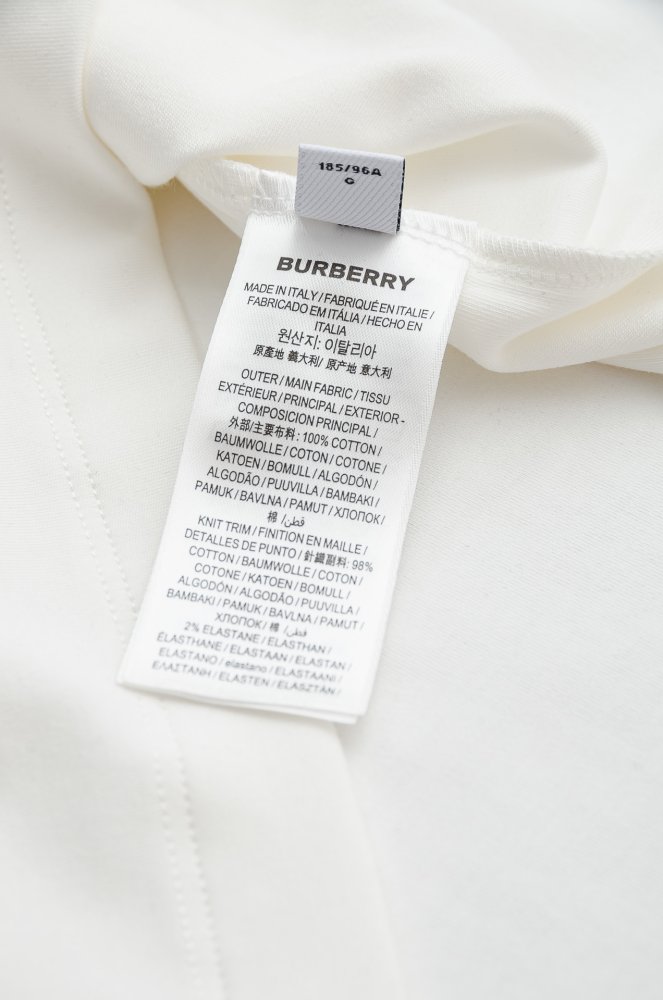 185/96A
G
BURBERRY
MADE IN ITALY / FABRIQUÉ EN ITALIE /
FABRICADO EM ITÁLIA / HECHO EN
ITALIA
원산지: 이탈리아
原產地 義大利/ 原产地 意大利
OUTER / MAIN FABRIC / TISSU
EXTÉRIEUR / PRINCIPAL / EXTERIOR -
COMPOSICION PRINCIPAL /
外部/主要布料: 100% COTTON /
BAUMWOLLE / COTON / COTONE /
KATOEN / BOMULL / ALGODÓN /
ALGODÃO / PUUVILLA / BAMBAKI /
PAMUK / BAVLNA / PAMUT / ХЛОПОК /
棉 /قطن
KNIT TRIM / FINITION EN MAILLE /
DETALLES DE PUNTO / 針織副料: 98%
COTTON / BAUMWOLLE / COTON /
COTONE / KATOEN / BOMULL /
ALGODÓN / ALGODÃO / PUUVILLA /
BAMBAKI / PAMUK / BAVLNA / PAMUT /
ХЛОПОК / 棉 /قطن
2% ELASTANE / ELASTHAN /
ÉLASTHANE / ELASTAAN / ELASTAN /
ELASTANO / elastano / ELASTAANI /
ΕΛΑΣΤΑΝΗ / ELASTEN / ELASZTÁN /